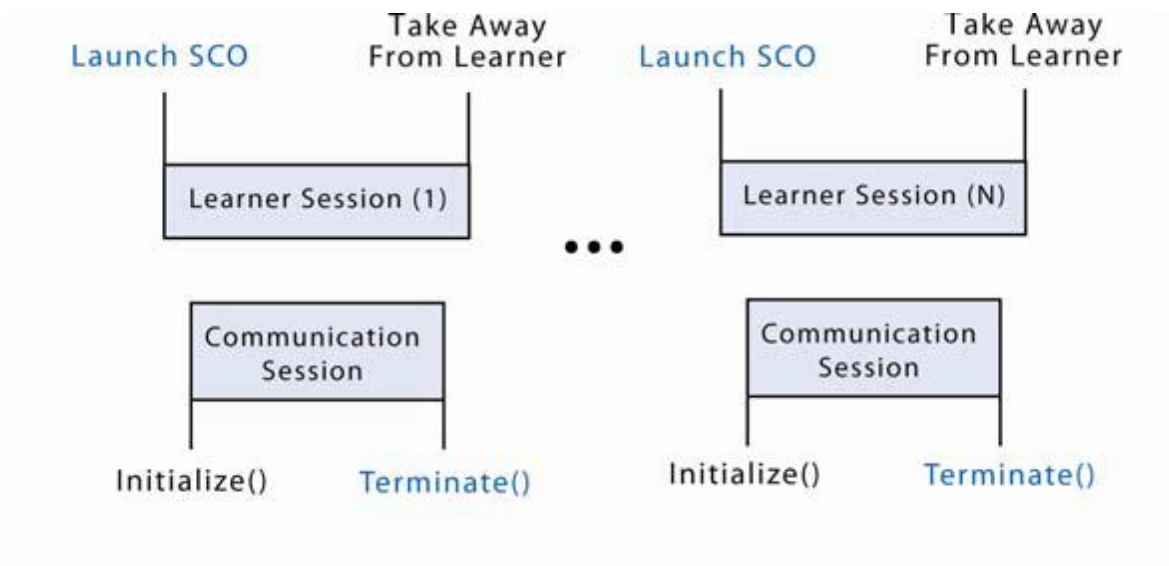 Launch SCO
Take Away
From Learner
Launch SCO
Take Away
From Learner
Learner Session (1)
Learner Session (N)
Communication
Session
Communication
Session
Initialize()
Terminate()
Initialize()
Terminate()